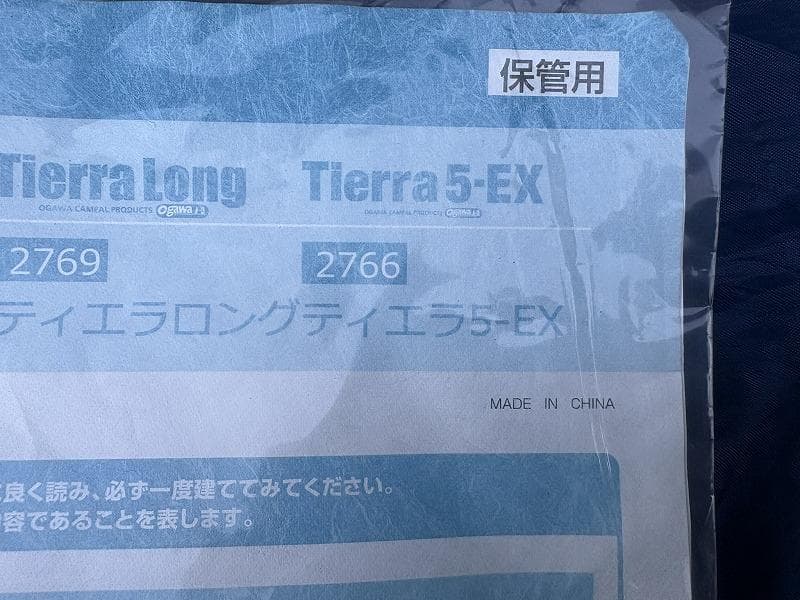 保管用
Tierra Long Tierra 5-EX
OGAWA CAMPAL PRODUCTS ogawa OGAWA CAMPAL PRODUCTS ogawa
2769 2766
ティエラロング ティエラ5-EX
MADE IN CHINA
良く読み、必ず一度建ててみてください。
容であることを表します。